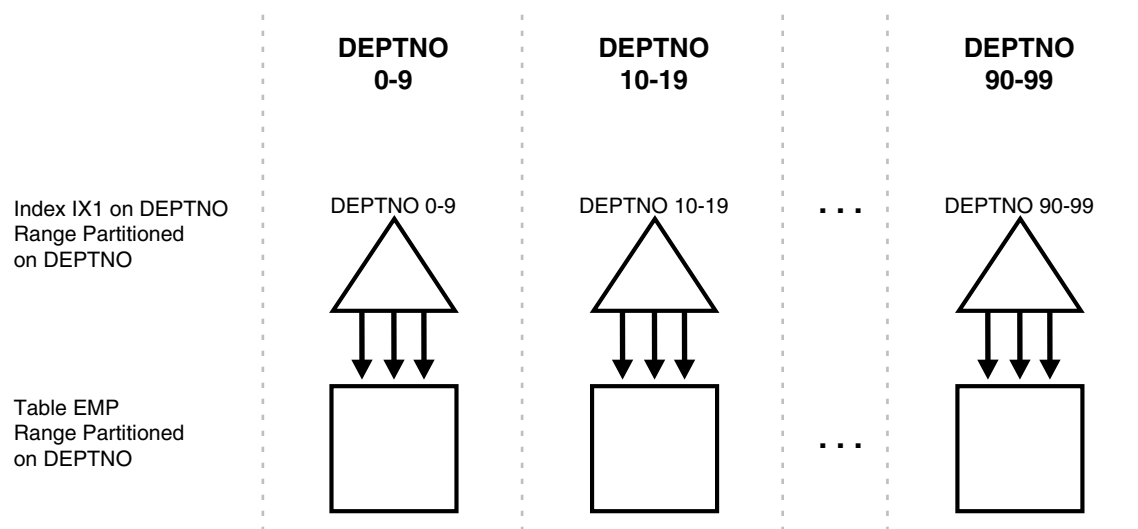 DEPTNO
0-9
DEPTNO
10-19
DEPTNO
90-99
Index IX1 on DEPTNO
Range Partitioned
on DEPTNO
DEPTNO 0-9
DEPTNO 10-19
. . .
DEPTNO 90-99
Table EMP
Range Partitioned
on DEPTNO
. . .